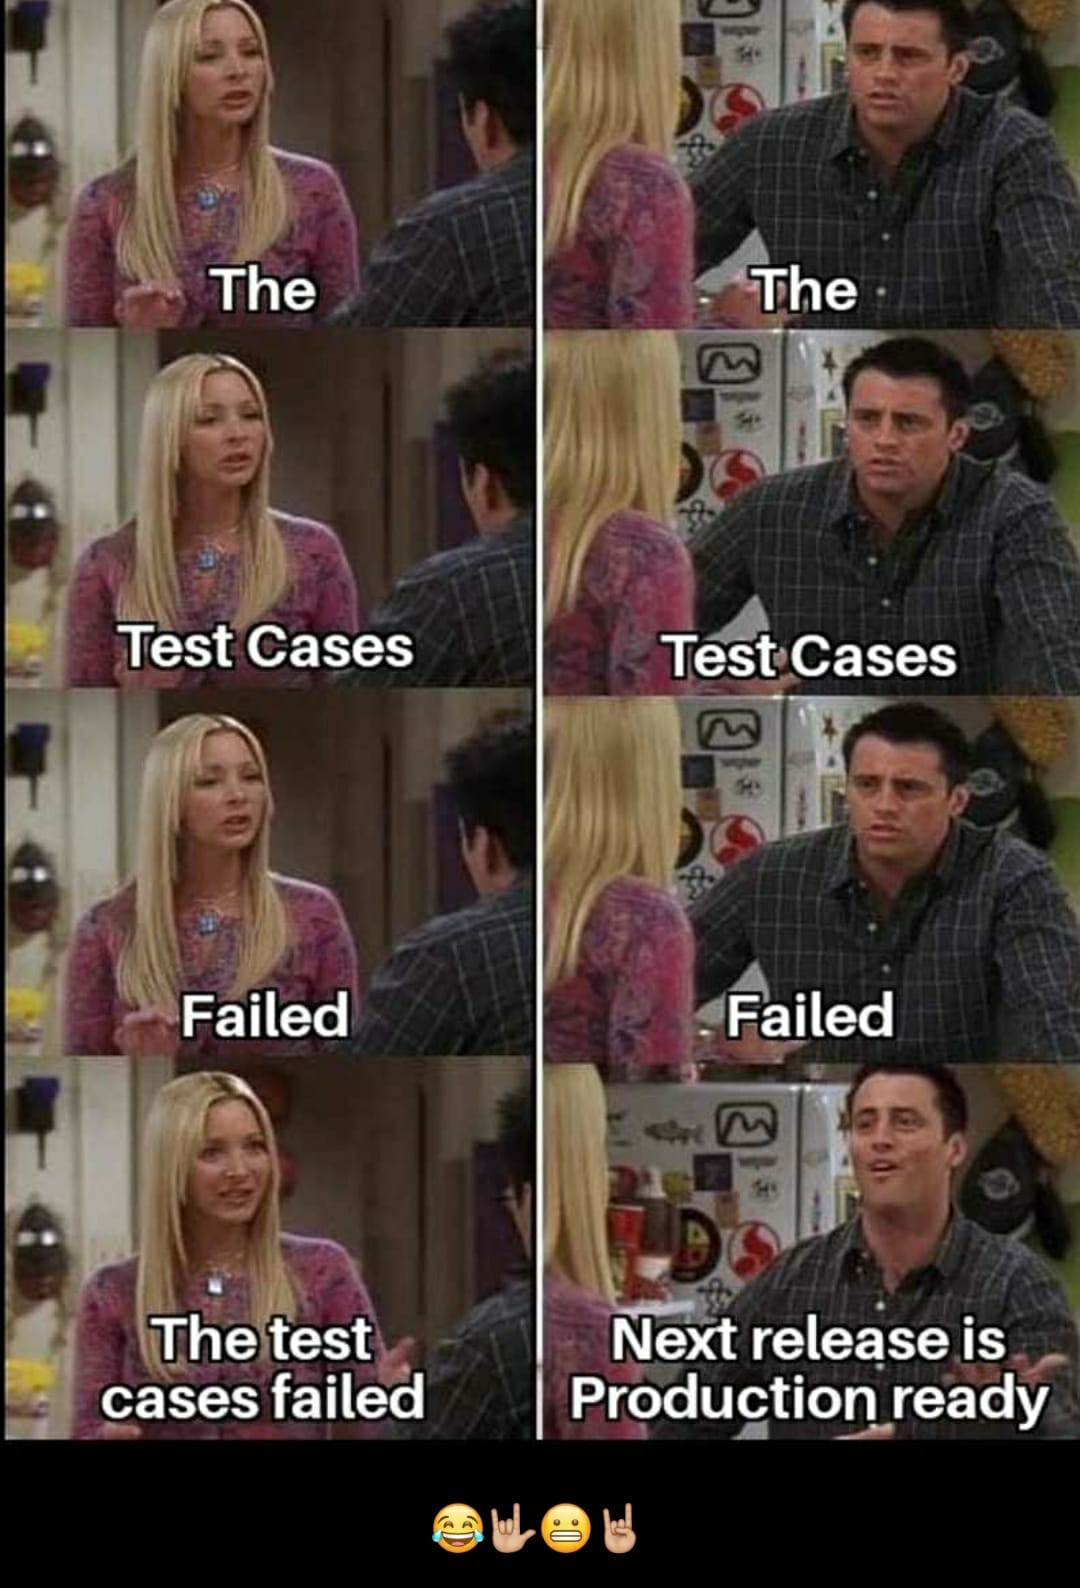 The
The
Test Cases
Test Cases
Failed
Failed
The test
cases failed
Next release is
Production ready